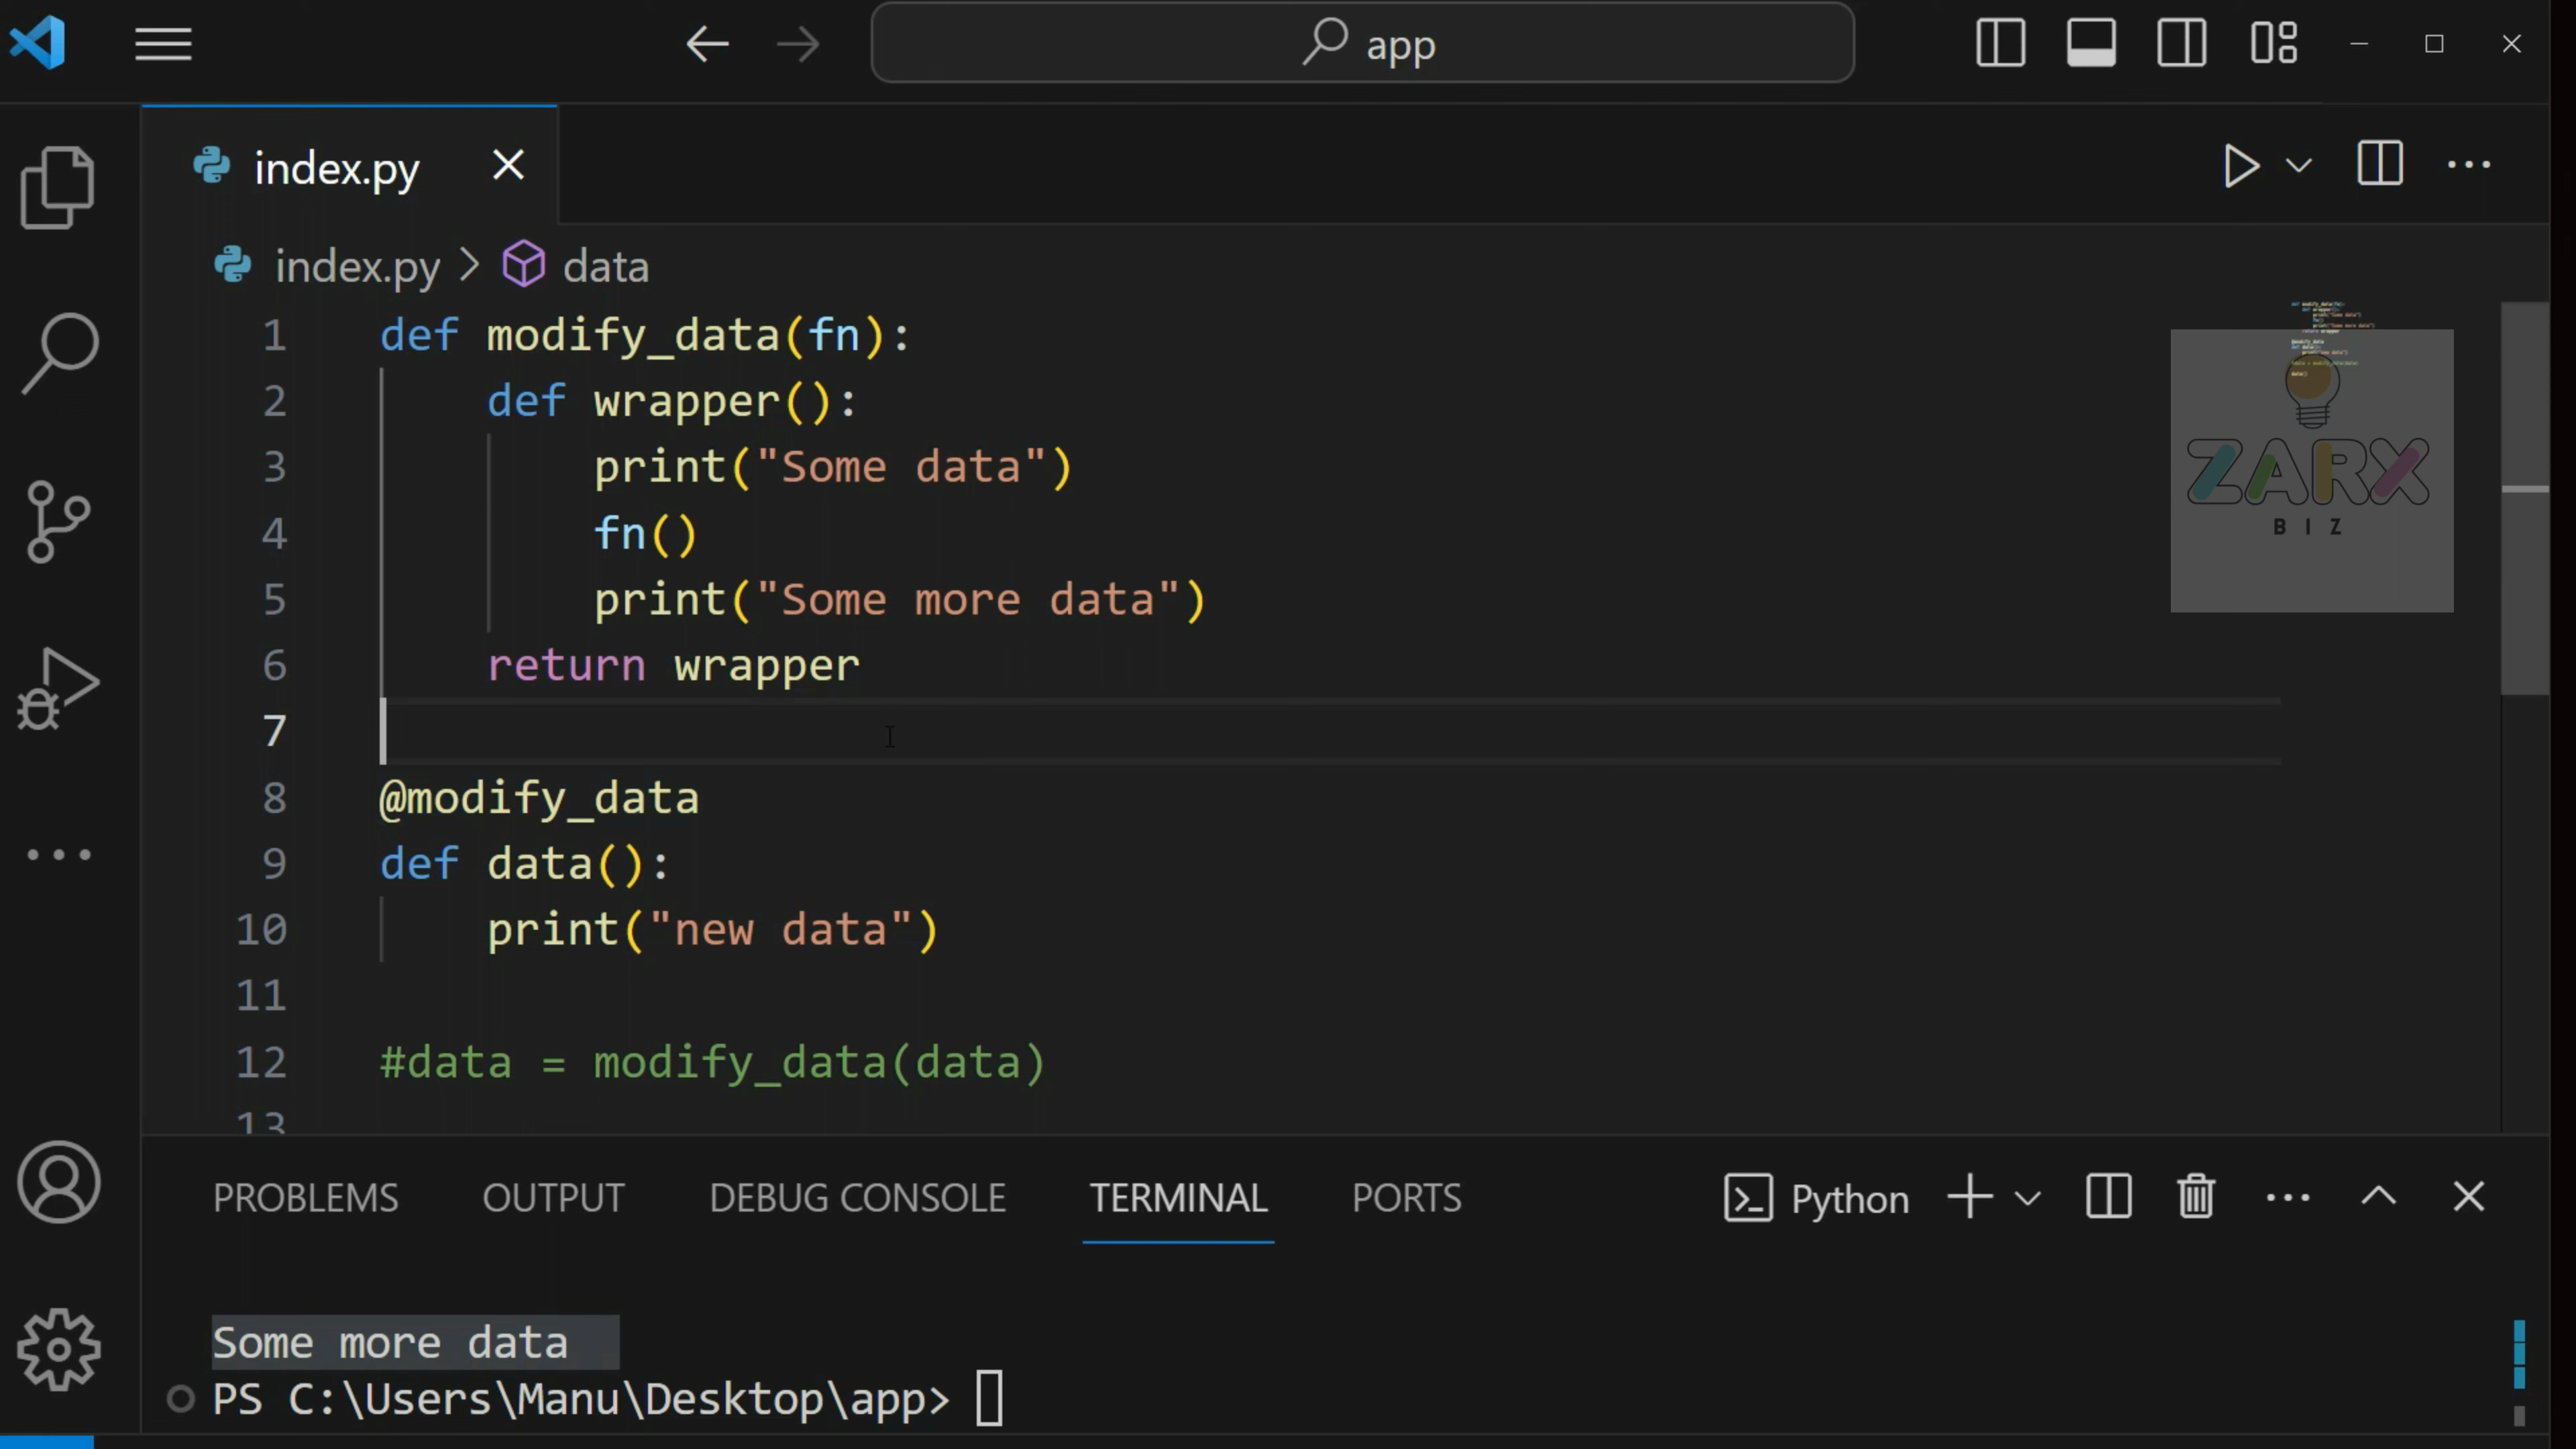 app
index.py
index.py > data
1 def modify_data(fn):
2     def wrapper():
3         print("Some data")
4         fn()
5         print("Some more data")
6     return wrapper
7
8 @modify_data
9 def data():
10     print("new data")
11
12 #data = modify_data(data)
13
ZARX
BIZ
PROBLEMS OUTPUT DEBUG CONSOLE TERMINAL PORTS Python
Some more data
PS C:\Users\Manu\Desktop\app>